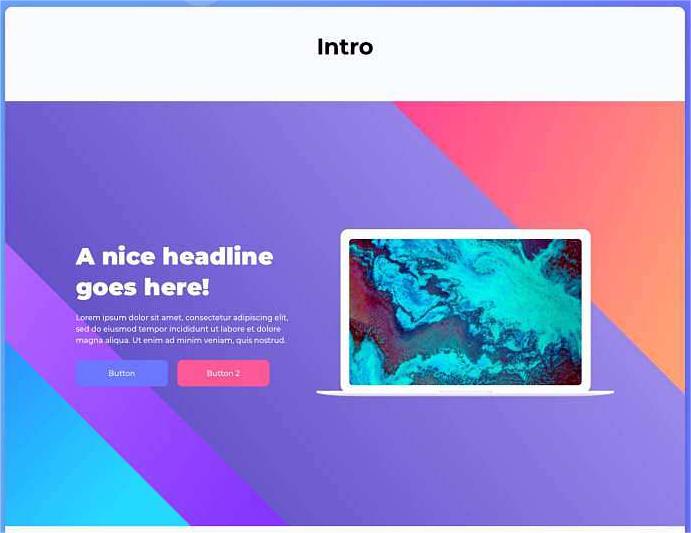 Intro
A nice headline
goes here!
Lorem ipsum dolor sit amet, consectetur adipiscing elit,
sed do eiusmod tempor incididunt ut labore et dolore
magna aliqua. Ut enim ad minim veniam, quis nostrud.
Button
Button 2